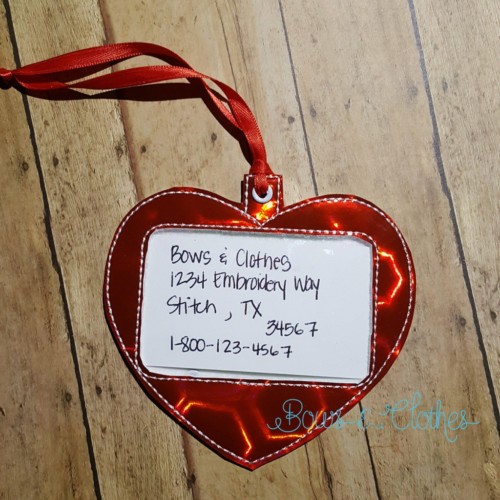 Bows & Clothes
1234 Embroidery Way
Stitch, TX
34567
1-800-123-4567
Bows & Clothes